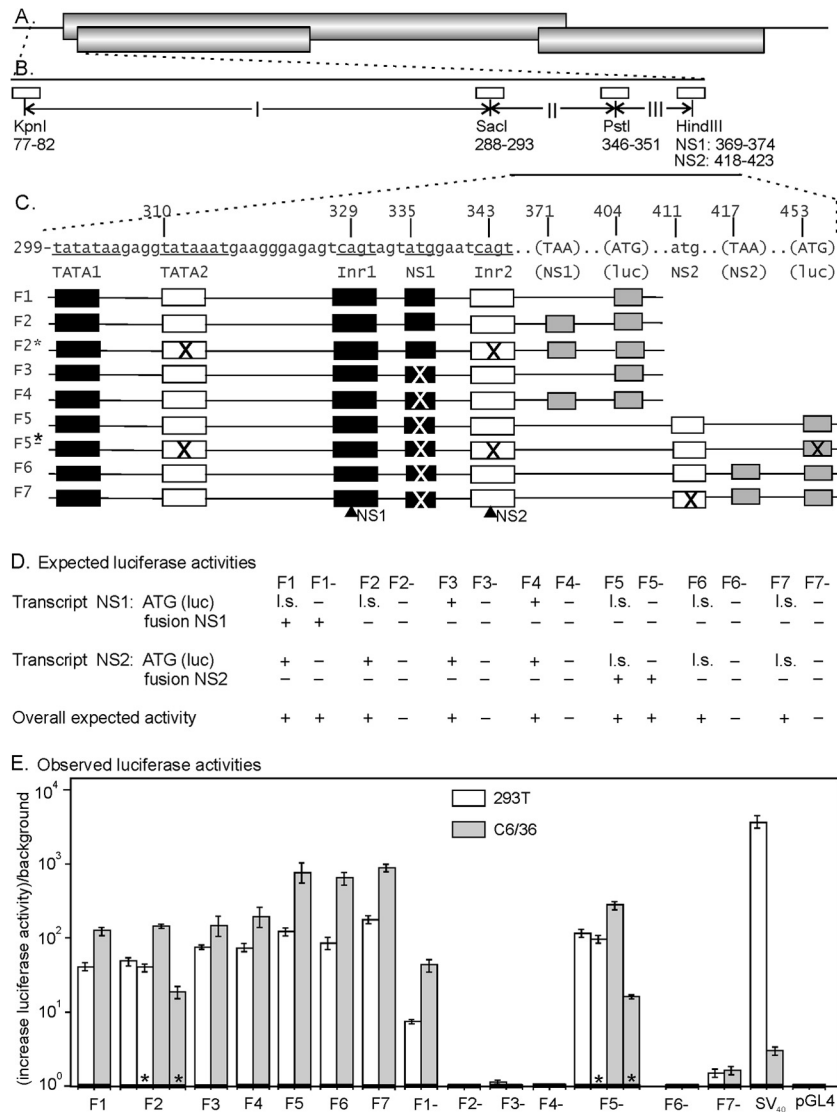 A.
B.
I II III
KpnI SacI PstI HindIII
77-82 288-293 346-351 NS1: 369-374
NS2: 418-423
C.
310 329 335 343 371 404 411 417 453
299-tatataagaggtataaatgaagggagagtcagtagtatggaatcagt..(TAA)..(ATG)..atg..(TAA)..(ATG)
TATA1 TATA2 Inr1 NS1 Inr2 (NS1) (luc) NS2 (NS2) (luc)
F1
F2
F2* X X
F3 X
F4 X
F5 X
F5* X X X X
F6 X
F7 X X
NS1 NS2
D. Expected luciferase activities
F1 F1- F2 F2- F3 F3- F4 F4- F5 F5- F6 F6- F7 F7-
Transcript NS1: ATG (luc) l.s. – l.s. – + – + – l.s. – l.s. – l.s. –
fusion NS1 + + – – – – – – – – – – – –
Transcript NS2: ATG (luc) + – + – + – + – l.s. – l.s. – l.s. –
fusion NS2 – – – – – – – – + + – – – –
Overall expected activity + + + – + – + – + + + – + –
E. Observed luciferase activities
(increase luciferase activity)/background
10⁴
10³
10²
10¹
10⁰
293T
C6/36
* * * *
F1 F2 F3 F4 F5 F6 F7 F1- F2- F3- F4- F5- F6- F7- SV₄₀ pGL4